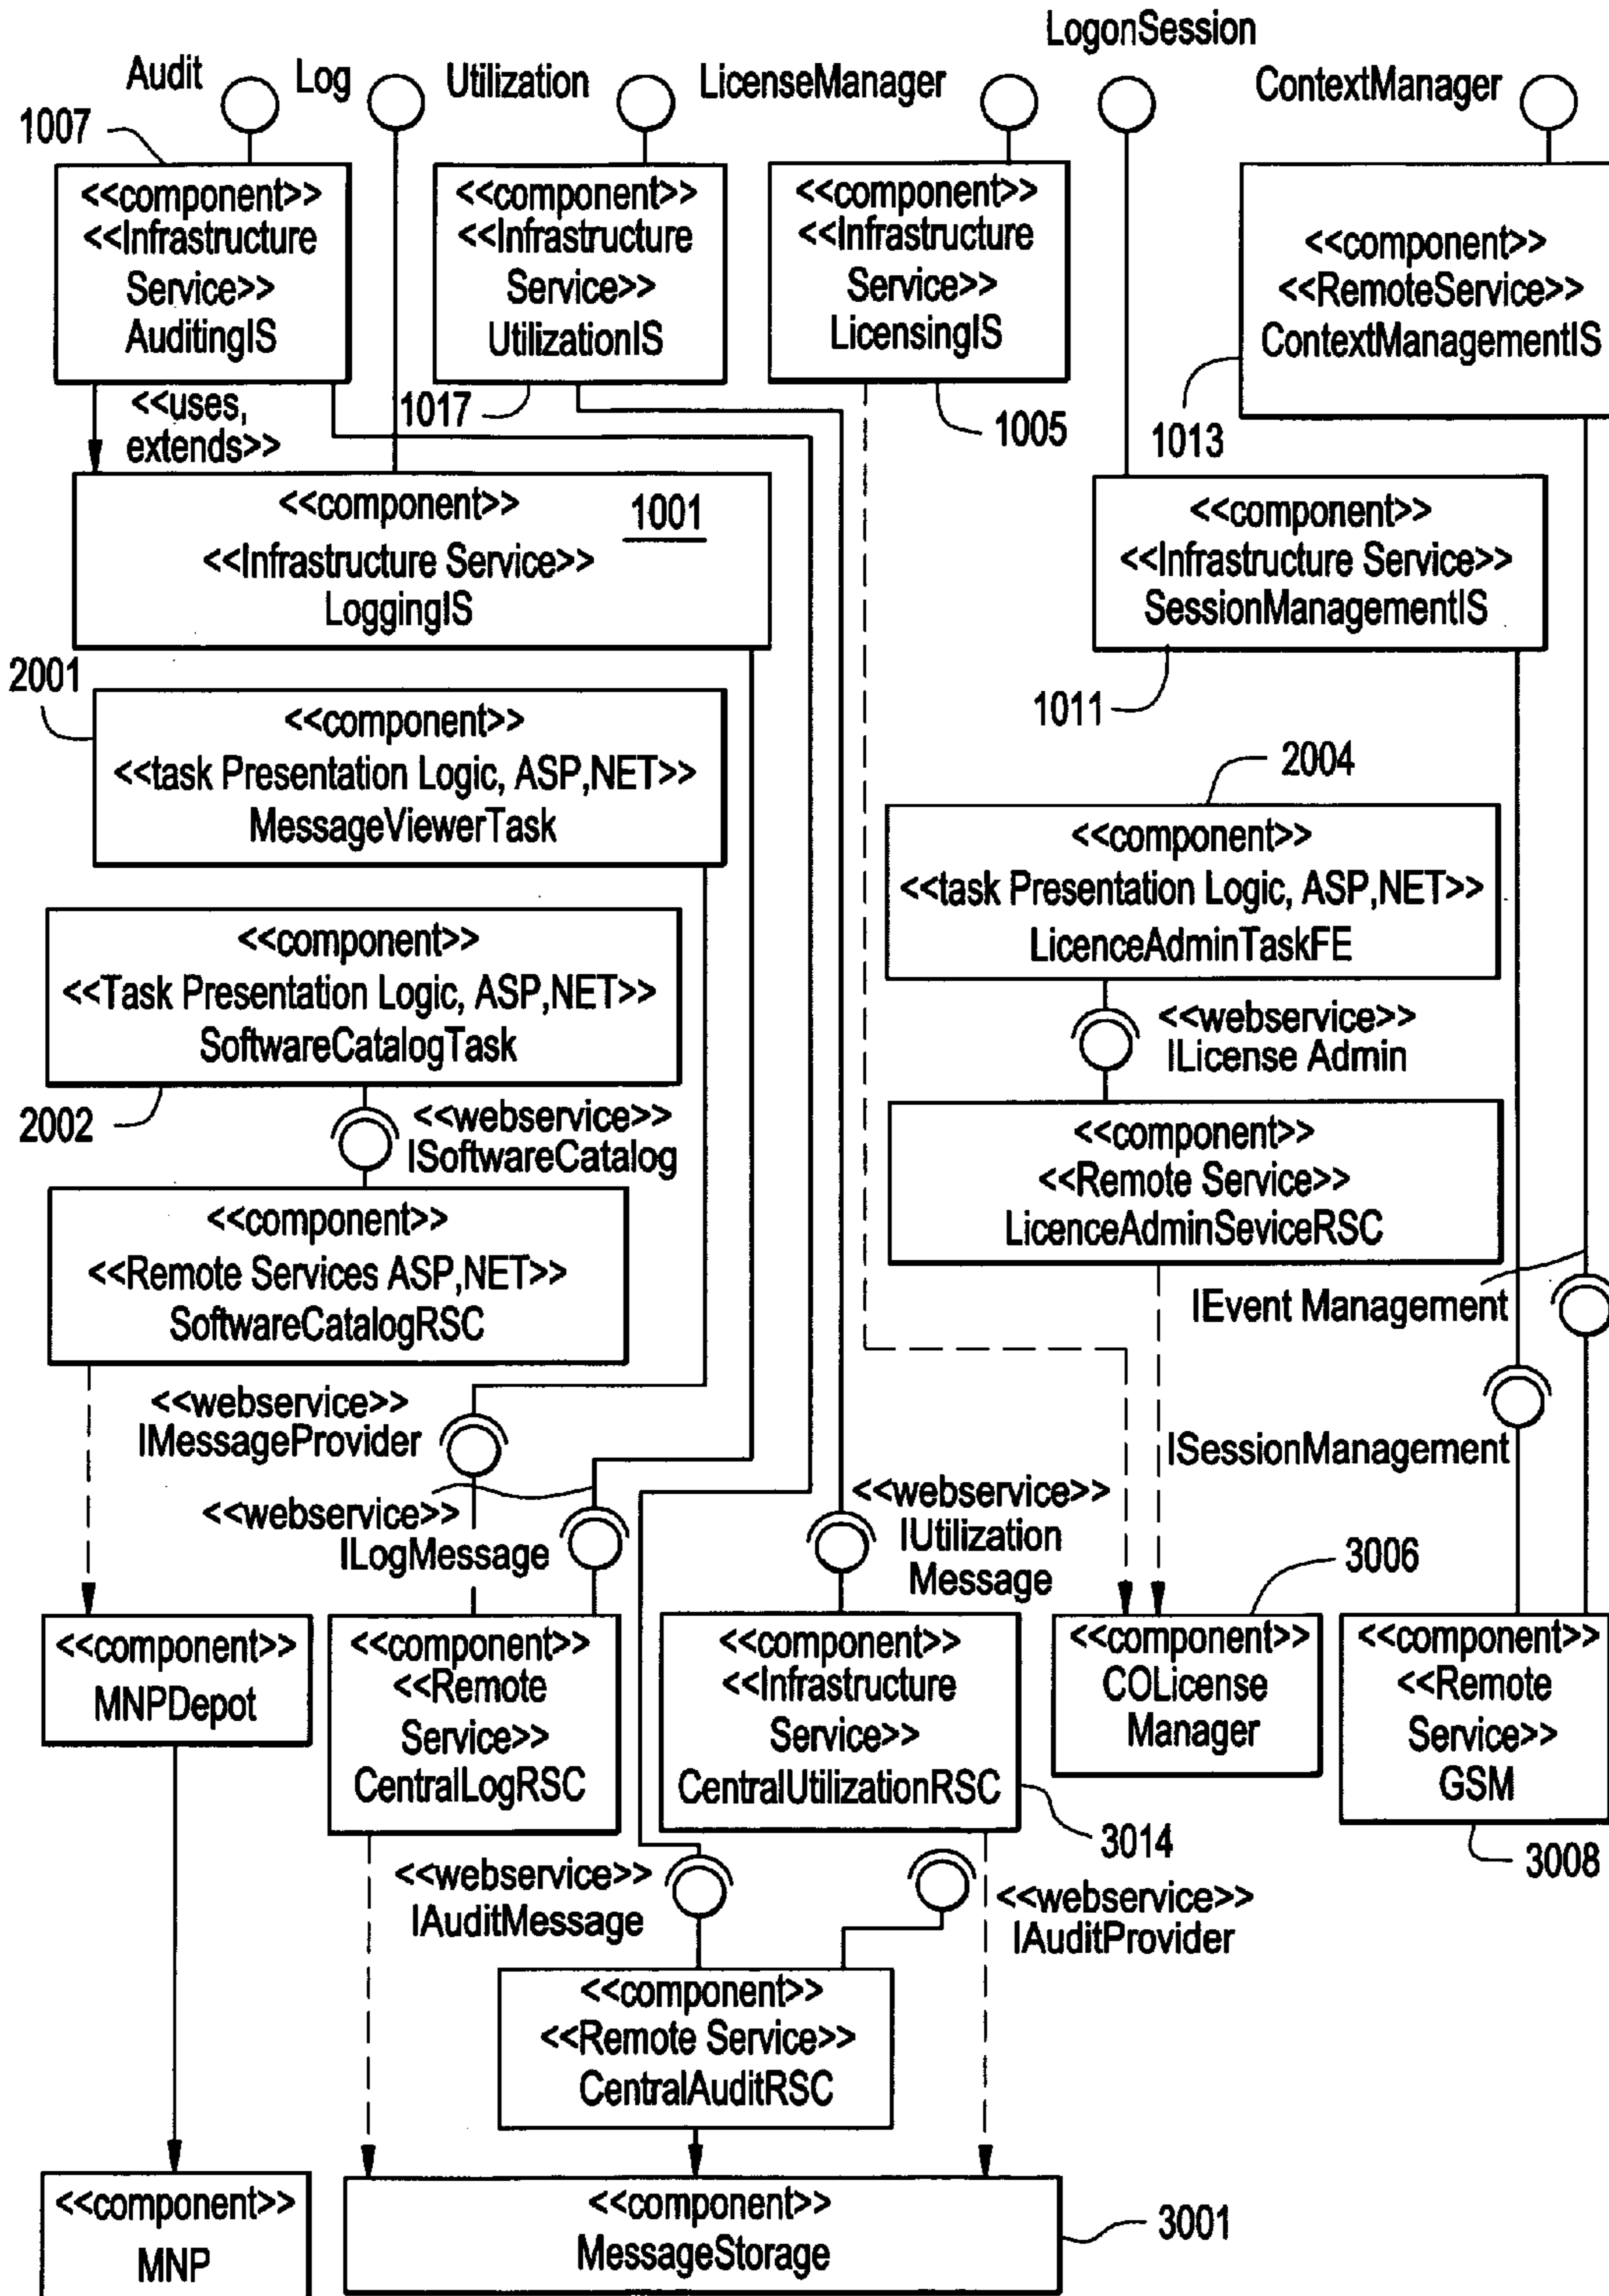 LogonSession
Audit
Log
Utilization
LicenseManager
ContextManager
1007
<<component>>
<<Infrastructure
Service>>
AuditingIS
<<component>>
<<Infrastructure
Service>>
UtilizationIS
<<component>>
<<Infrastructure
Service>>
LicensingIS
<<component>>
<<RemoteService>>
ContextManagementIS
<<uses,
extends>>
1017
1005
1013
<<component>>
1001
<<Infrastructure Service>>
LoggingIS
<<component>>
<<Infrastructure Service>>
SessionManagementIS
1011
2001
<<component>>
<<task Presentation Logic, ASP,NET>>
MessageViewerTask
2004
<<component>>
<<task Presentation Logic, ASP,NET>>
LicenceAdminTaskFE
<<component>>
<<Task Presentation Logic, ASP,NET>>
SoftwareCatalogTask
2002
<<webservice>>
ILicense Admin
<<webservice>>
ISoftwareCatalog
<<component>>
<<Remote Service>>
LicenceAdminSeviceRSC
<<component>>
<<Remote Services ASP,NET>>
SoftwareCatalogRSC
IEvent Management
<<webservice>>
IMessageProvider
ISessionManagement
<<webservice>>
ILogMessage
<<webservice>>
IUtilization
Message
3006
<<component>>
MNPDepot
<<component>>
<<Remote
Service>>
CentralLogRSC
<<component>>
<<Infrastructure
Service>>
CentralUtilizationRSC
<<component>>
COLicense
Manager
<<component>>
<<Remote
Service>>
GSM
3014
3008
<<webservice>>
IAuditMessage
<<webservice>>
IAuditProvider
<<component>>
<<Remote Service>>
CentralAuditRSC
<<component>>
MNP
<<component>>
MessageStorage
3001